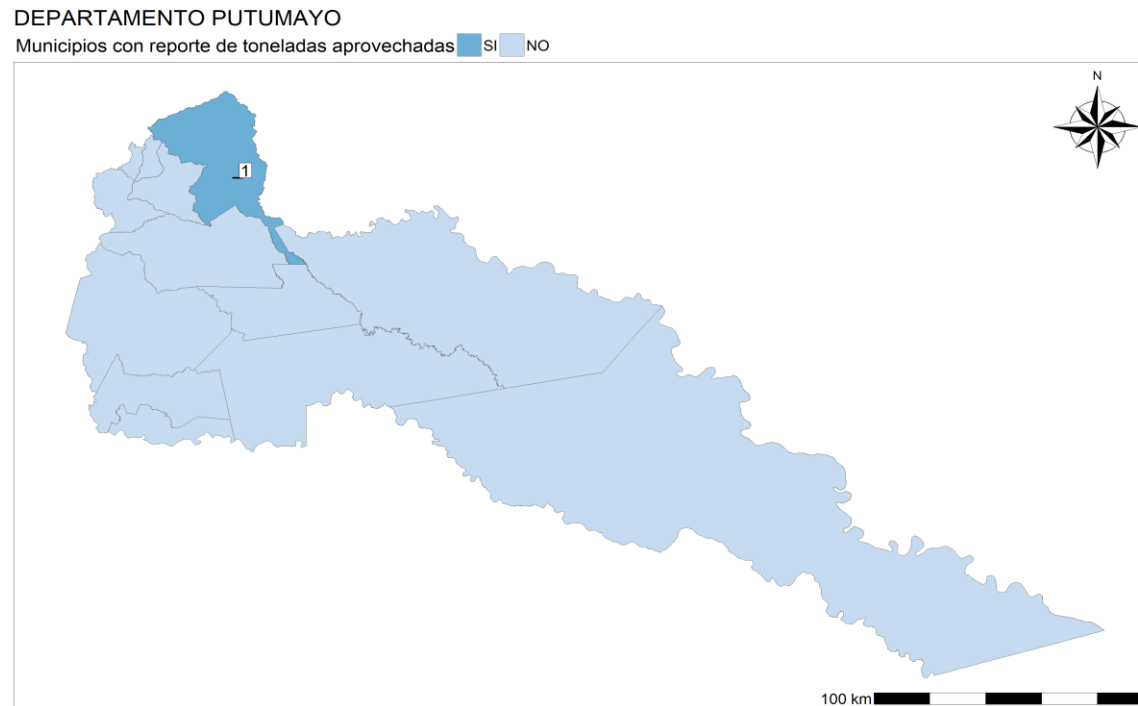 DEPARTAMENTO PUTUMAYO
Municipios con reporte de toneladas aprovechadas SI NO
N
1
100 km